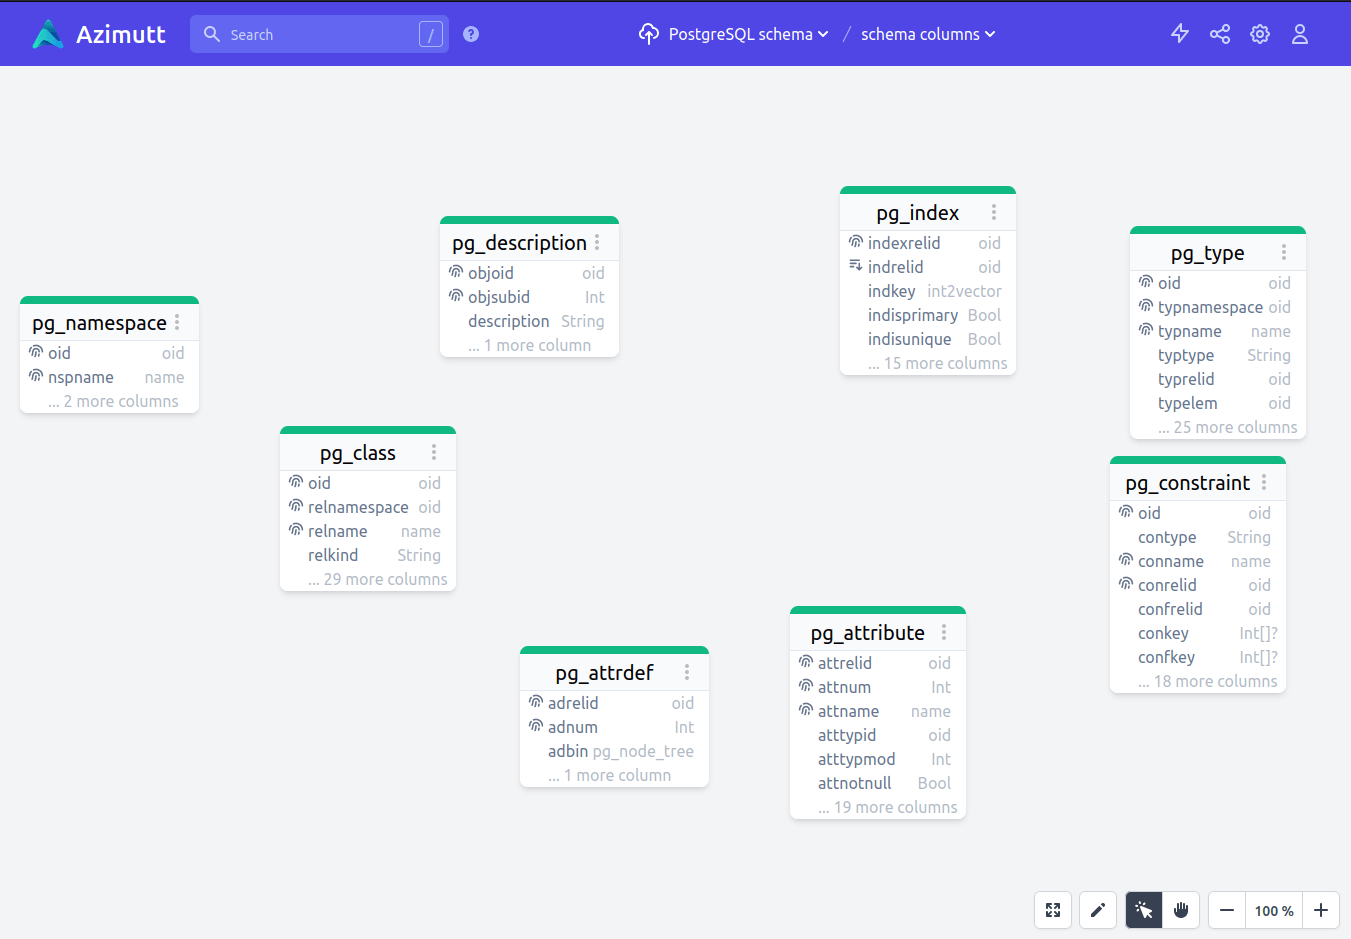 Azimutt
Search /
?
PostgreSQL schema / schema columns
pg_namespace
oid oid
nspname name
... 2 more columns
pg_description
objoid oid
objsubid Int
description String
... 1 more column
pg_class
oid oid
relnamespace oid
relname name
relkind String
... 29 more columns
pg_attrdef
adrelid oid
adnum Int
adbin pg_node_tree
... 1 more column
pg_index
indexrelid oid
indrelid oid
indkey int2vector
indisprimary Bool
indisunique Bool
... 15 more columns
pg_attribute
attrelid oid
attnum Int
attname name
atttypid oid
atttypmod Int
attnotnull Bool
... 19 more columns
pg_type
oid oid
typnamespace oid
typname name
typtype String
typrelid oid
typelem oid
... 25 more columns
pg_constraint
oid oid
contype String
conname name
conrelid oid
confrelid oid
conkey Int[]?
confkey Int[]?
... 18 more columns
100 %